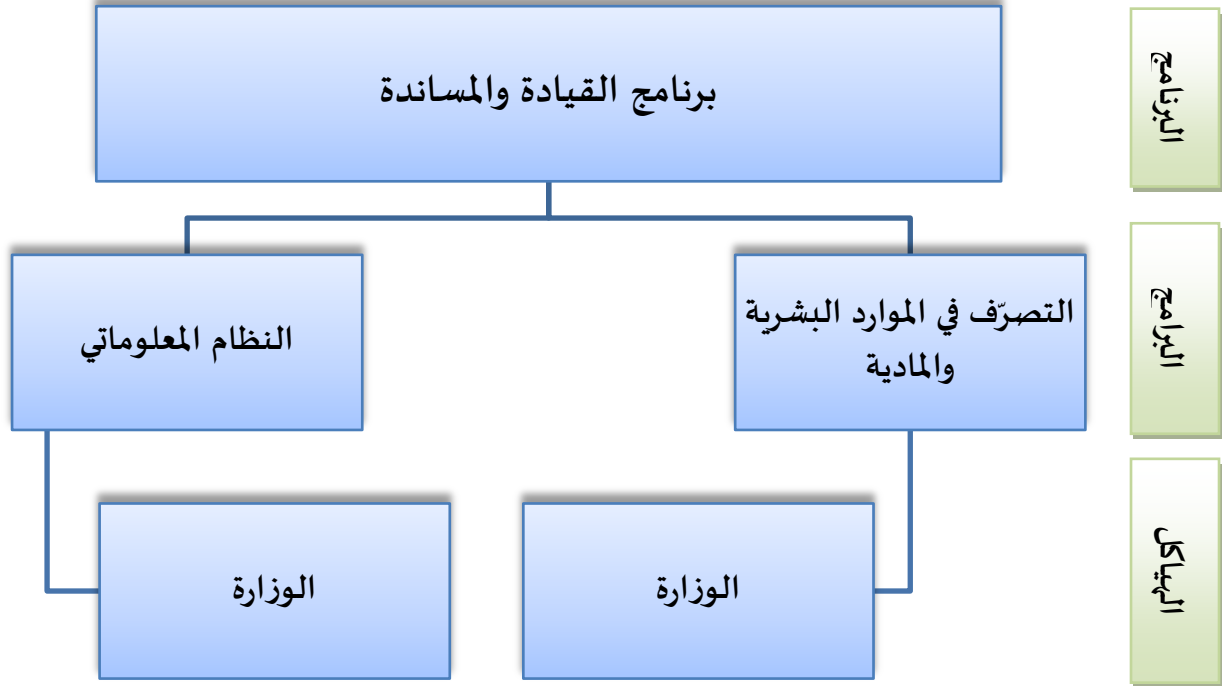 البرنامج
برنامج القيادة والمساندة
البرامج
التصرّف في الموارد البشرية
والمادية
النظام المعلوماتي
الهياكل
الوزارة
الوزارة